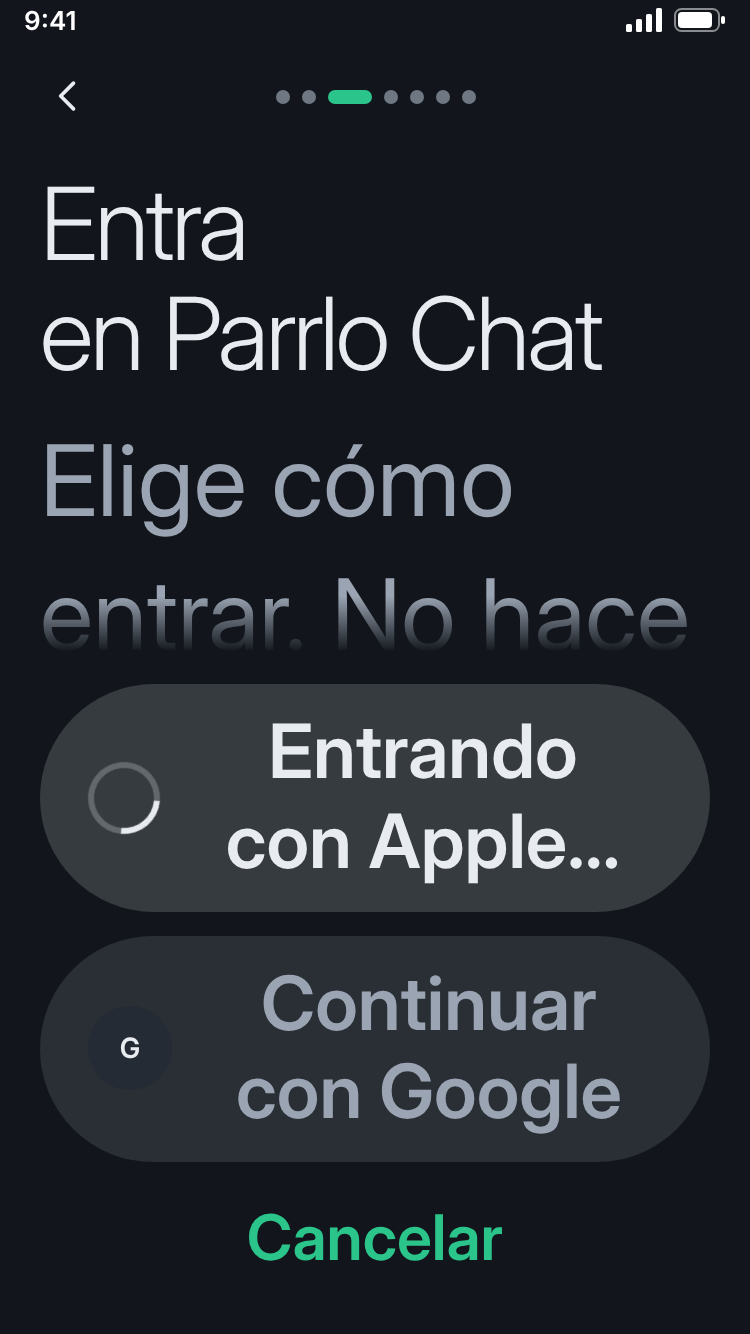 9:41
Entra
en Parrlo Chat
Elige cómo
entrar. No hace
Entrando
con Apple...
G
Continuar
con Google
Cancelar